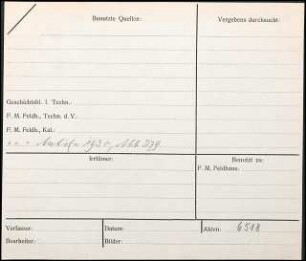 Benutzte Quellen:
Vergebens durchsucht:
Geschichtsbl. f. Techn.
F. M. Feldh., Techn. d. V.
F. M. Feldh., Kal.
Irrtümer:
Benutzt zu:
F. M. Feldhaus,
Verfasser:
Datum:
Akten: 6518
Bearbeiter:
Bilder: